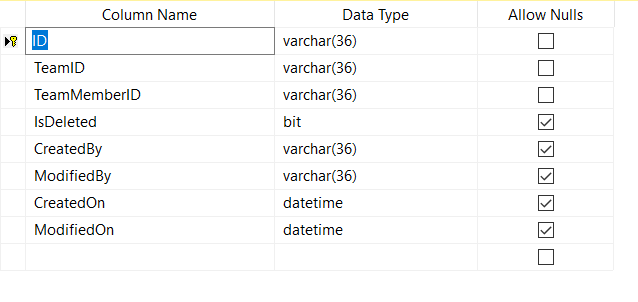 Column Name Data Type Allow Nulls
ID varchar(36)
TeamID varchar(36)
TeamMemberID varchar(36)
IsDeleted bit
CreatedBy varchar(36)
ModifiedBy varchar(36)
CreatedOn datetime
ModifiedOn datetime